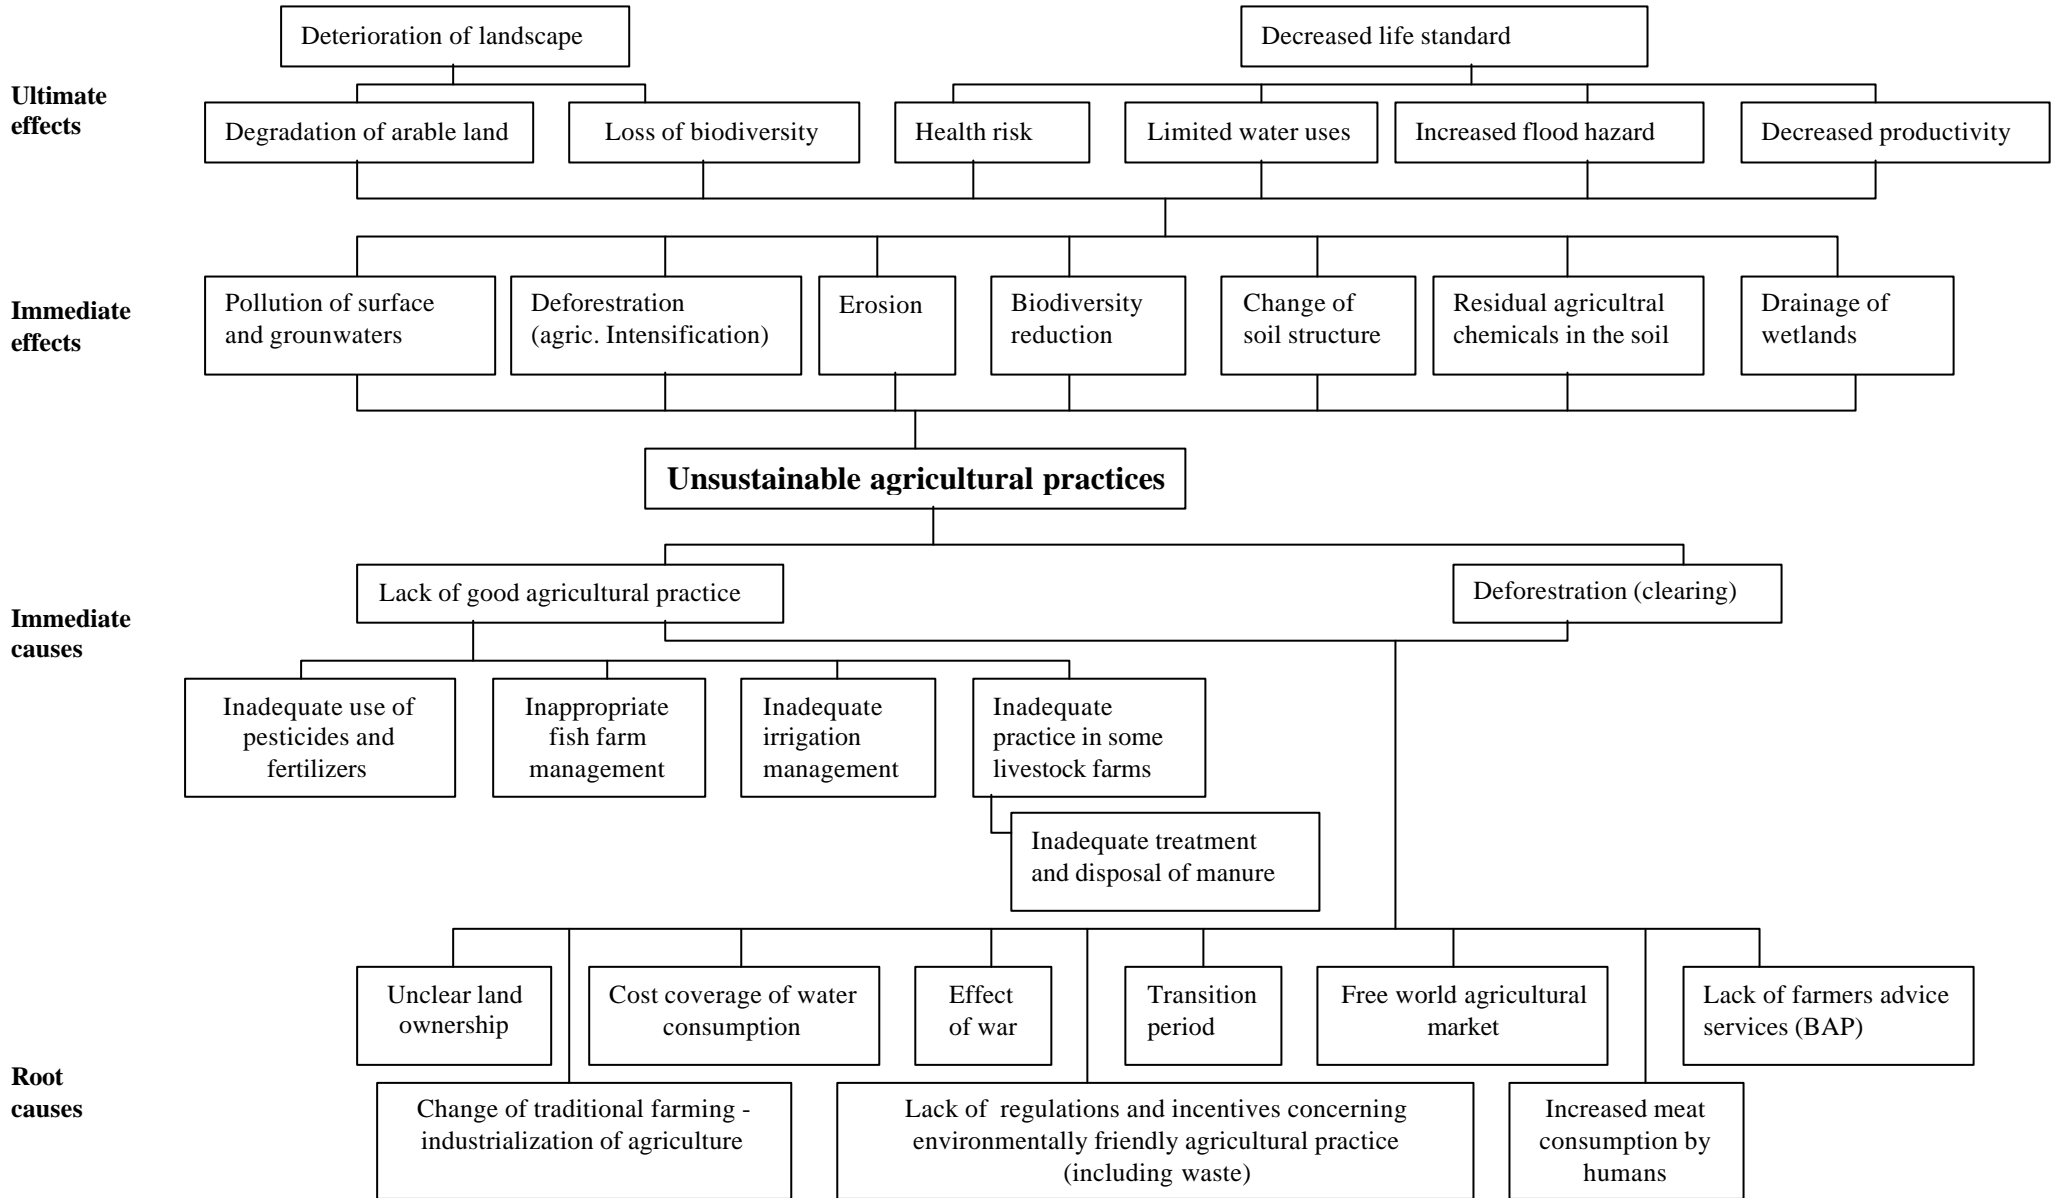 Deterioration of landscape
Decreased life standard
Ultimate
effects
Degradation of arable land
Loss of biodiversity
Health risk
Limited water uses
Increased flood hazard
Decreased productivity
Immediate
effects
Pollution of surface
and grounwaters
Deforestration
(agric. Intensification)
Erosion
Biodiversity
reduction
Change of
soil structure
Residual agricultral
chemicals in the soil
Drainage of
wetlands
Unsustainable agricultural practices
Immediate
causes
Lack of good agricultural practice
Deforestration (clearing)
Inadequate use of
pesticides and
fertilizers
Inappropriate
fish farm
management
Inadequate
irrigation
management
Inadequate
practice in some
livestock farms
Inadequate treatment
and disposal of manure
Root
causes
Unclear land
ownership
Cost coverage of water
consumption
Effect
of war
Transition
period
Free world agricultural
market
Lack of farmers advice
services (BAP)
Change of traditional farming -
industrialization of agriculture
Lack of  regulations and incentives concerning
environmentally friendly agricultural practice
(including waste)
Increased meat
consumption by
humans